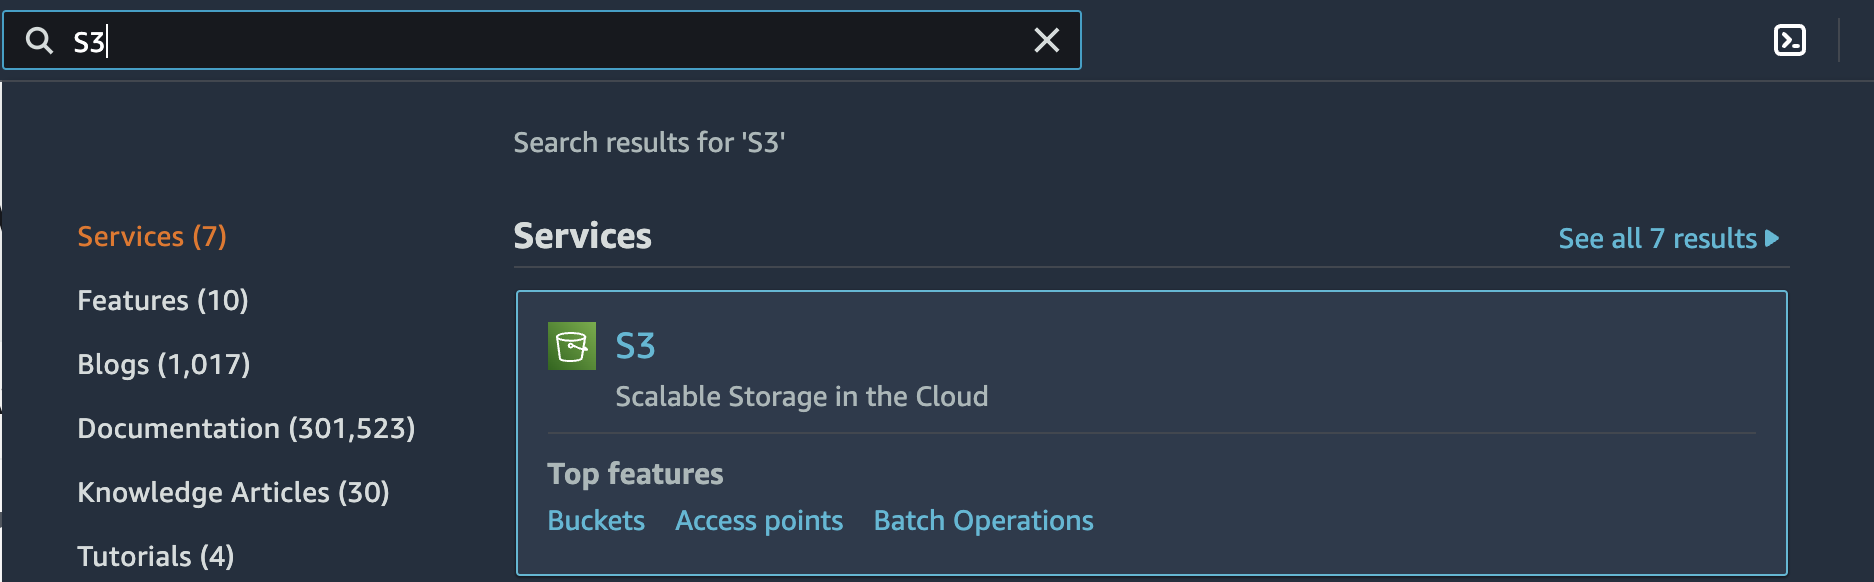 S3
Search results for 'S3'
Services (7)
Features (10)
Blogs (1,017)
Documentation (301,523)
Knowledge Articles (30)
Tutorials (4)
Services
See all 7 results
S3
Scalable Storage in the Cloud
Top features
Buckets Access points Batch Operations